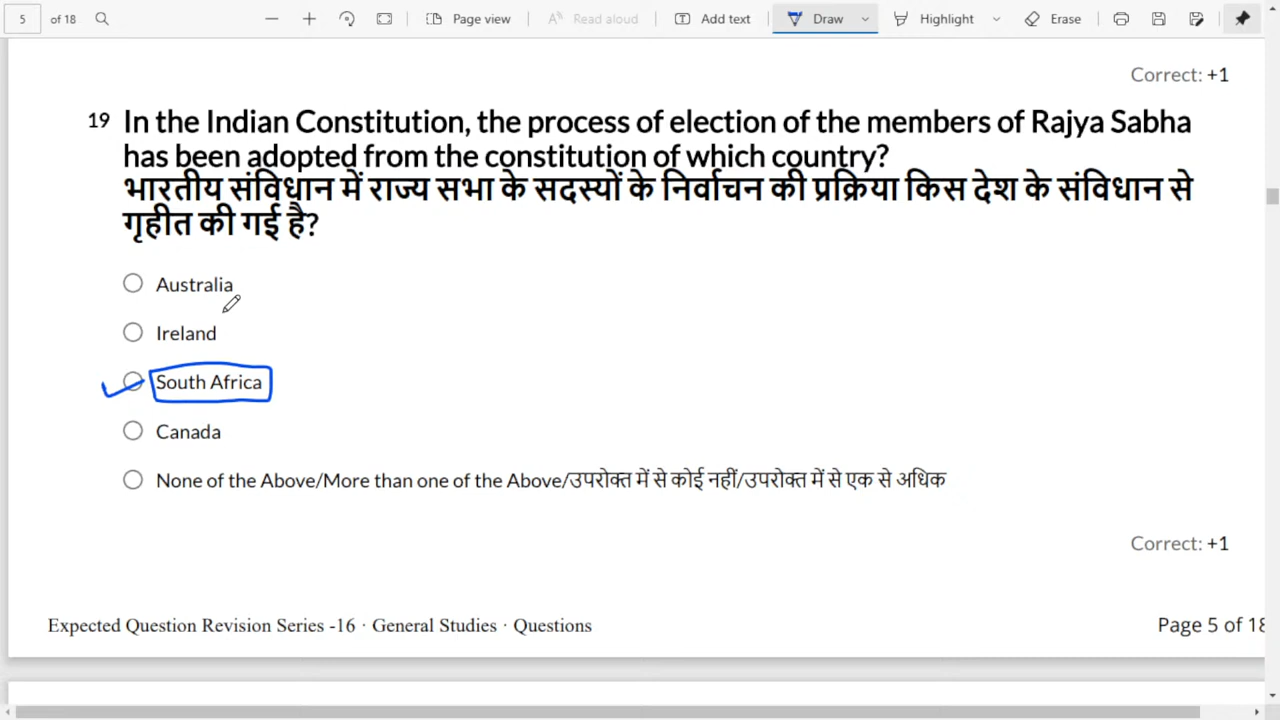 5 of 18 Page view Read aloud Add text Draw Highlight Erase
Correct: +1
19 In the Indian Constitution, the process of election of the members of Rajya Sabha
has been adopted from the constitution of which country?
भारतीय संविधान में राज्य सभा के सदस्यों के निर्वाचन की प्रक्रिया किस देश के संविधान से
गृहीत की गई है?
Australia
Ireland
South Africa
Canada
None of the Above/More than one of the Above/उपरोक्त में से कोई नहीं/उपरोक्त में से एक से अधिक
Correct: +1
Expected Question Revision Series -16 · General Studies · Questions Page 5 of 18